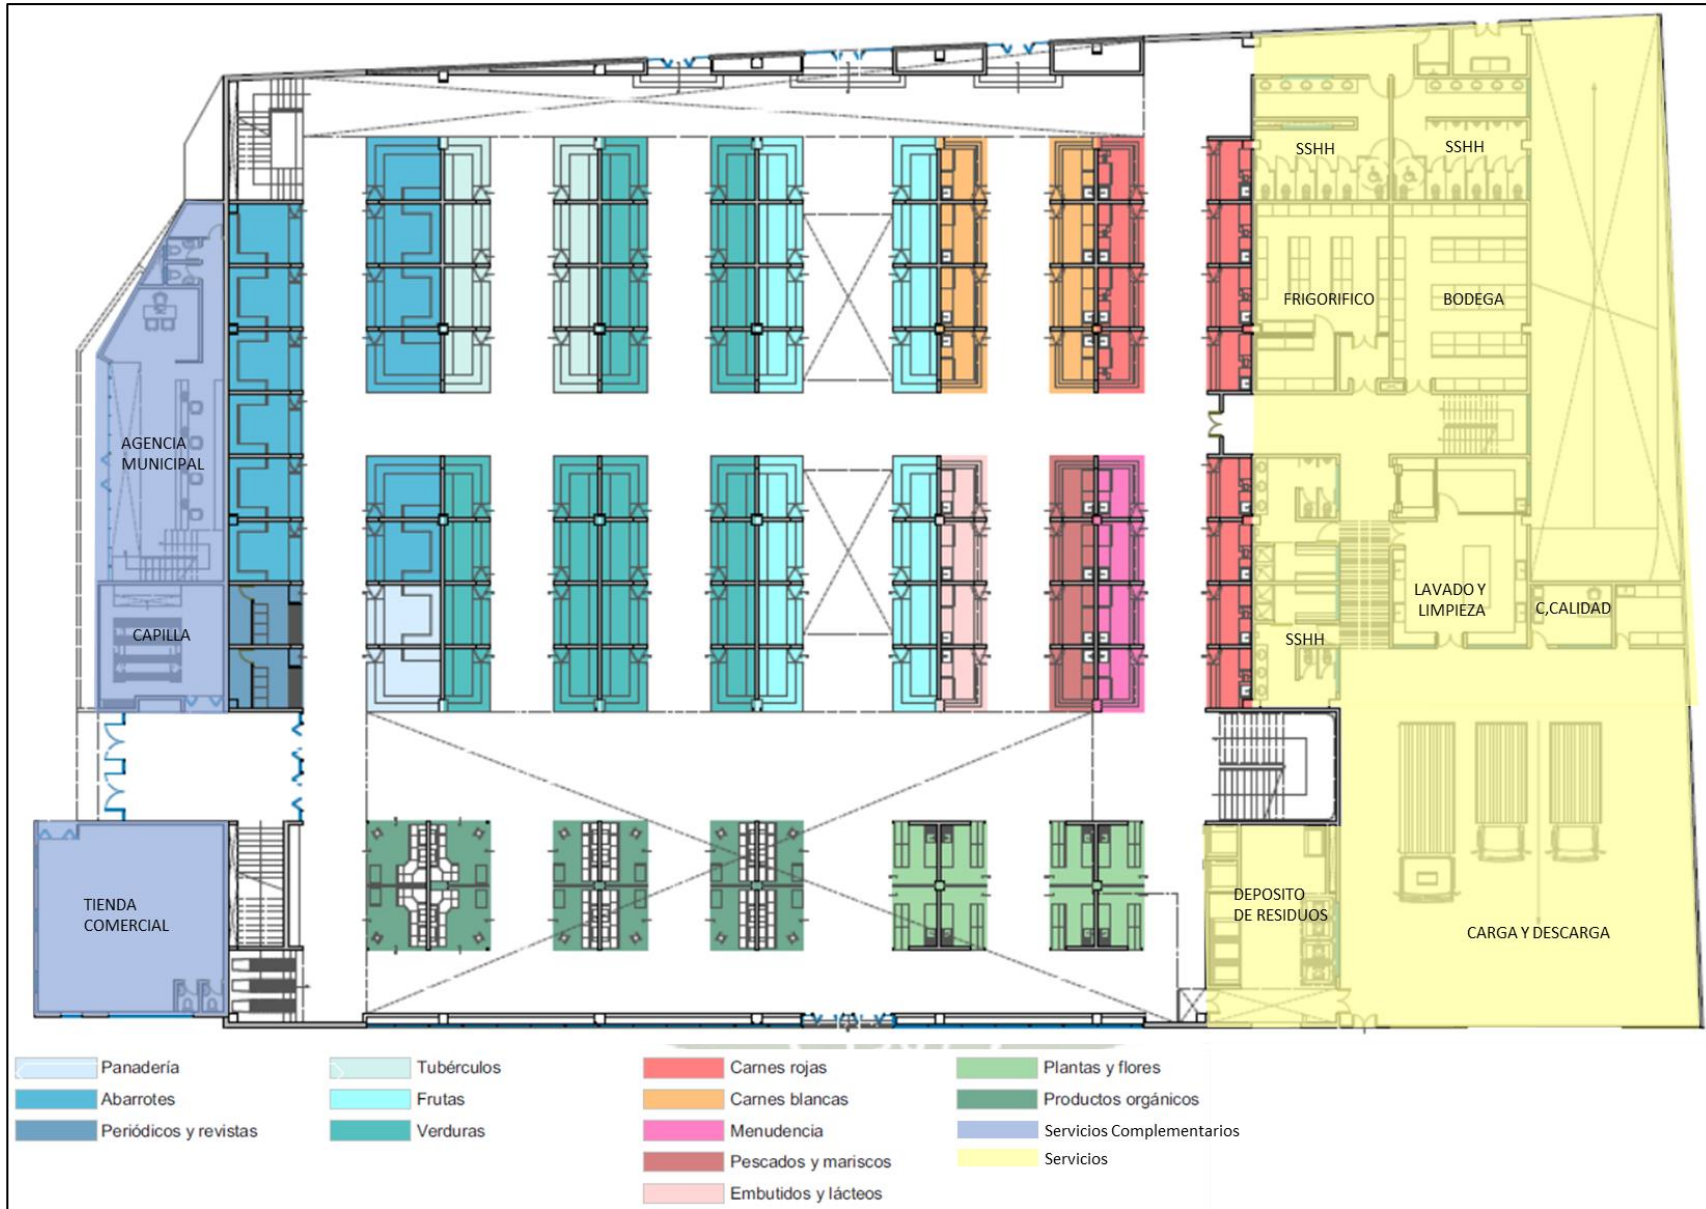 SSHH
SSHH
FRIGORIFICO
BODEGA
AGENCIA
MUNICIPAL
CAPILLA
LAVADO Y
LIMPIEZA
C,CALIDAD
SSHH
TIENDA
COMERCIAL
DEPOSITO
DE RESIDUOS
CARGA Y DESCARGA
Panadería
Abarrotes
Periódicos y revistas
Tubérculos
Frutas
Verduras
Carnes rojas
Carnes blancas
Menudencia
Pescados y mariscos
Embutidos y lácteos
Plantas y flores
Productos orgánicos
Servicios Complementarios
Servicios